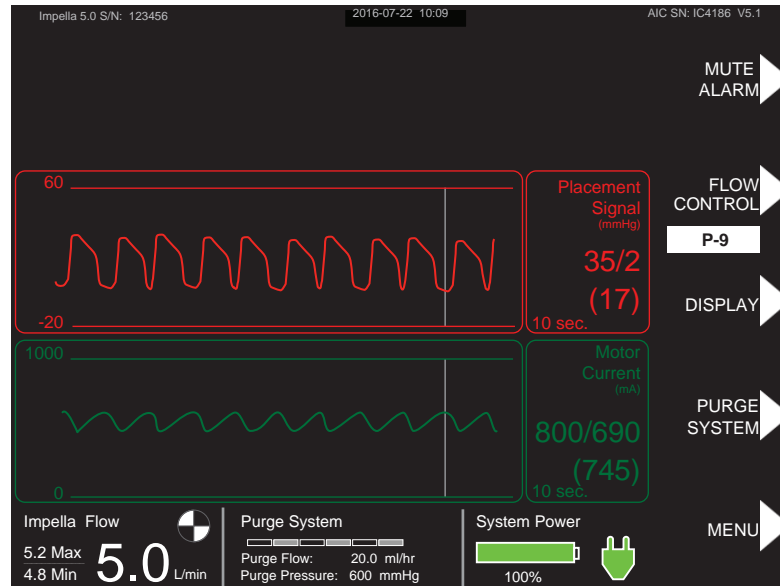 Impella 5.0 S/N: 123456
2016-07-22 10:09
AIC SN: IC4186 V5.1
MUTE
ALARM
60
-20
Placement
Signal
(mmHg)
35/2
(17)
10 sec.
FLOW
CONTROL
P-9
DISPLAY
1000
0
Motor
Current
(mA)
800/690
(745)
10 sec.
PURGE
SYSTEM
MENU
Impella Flow
5.2 Max
4.8 Min
5.0 L/min
Purge System
Purge Flow: 20.0 ml/hr
Purge Pressure: 600 mmHg
System Power
100%